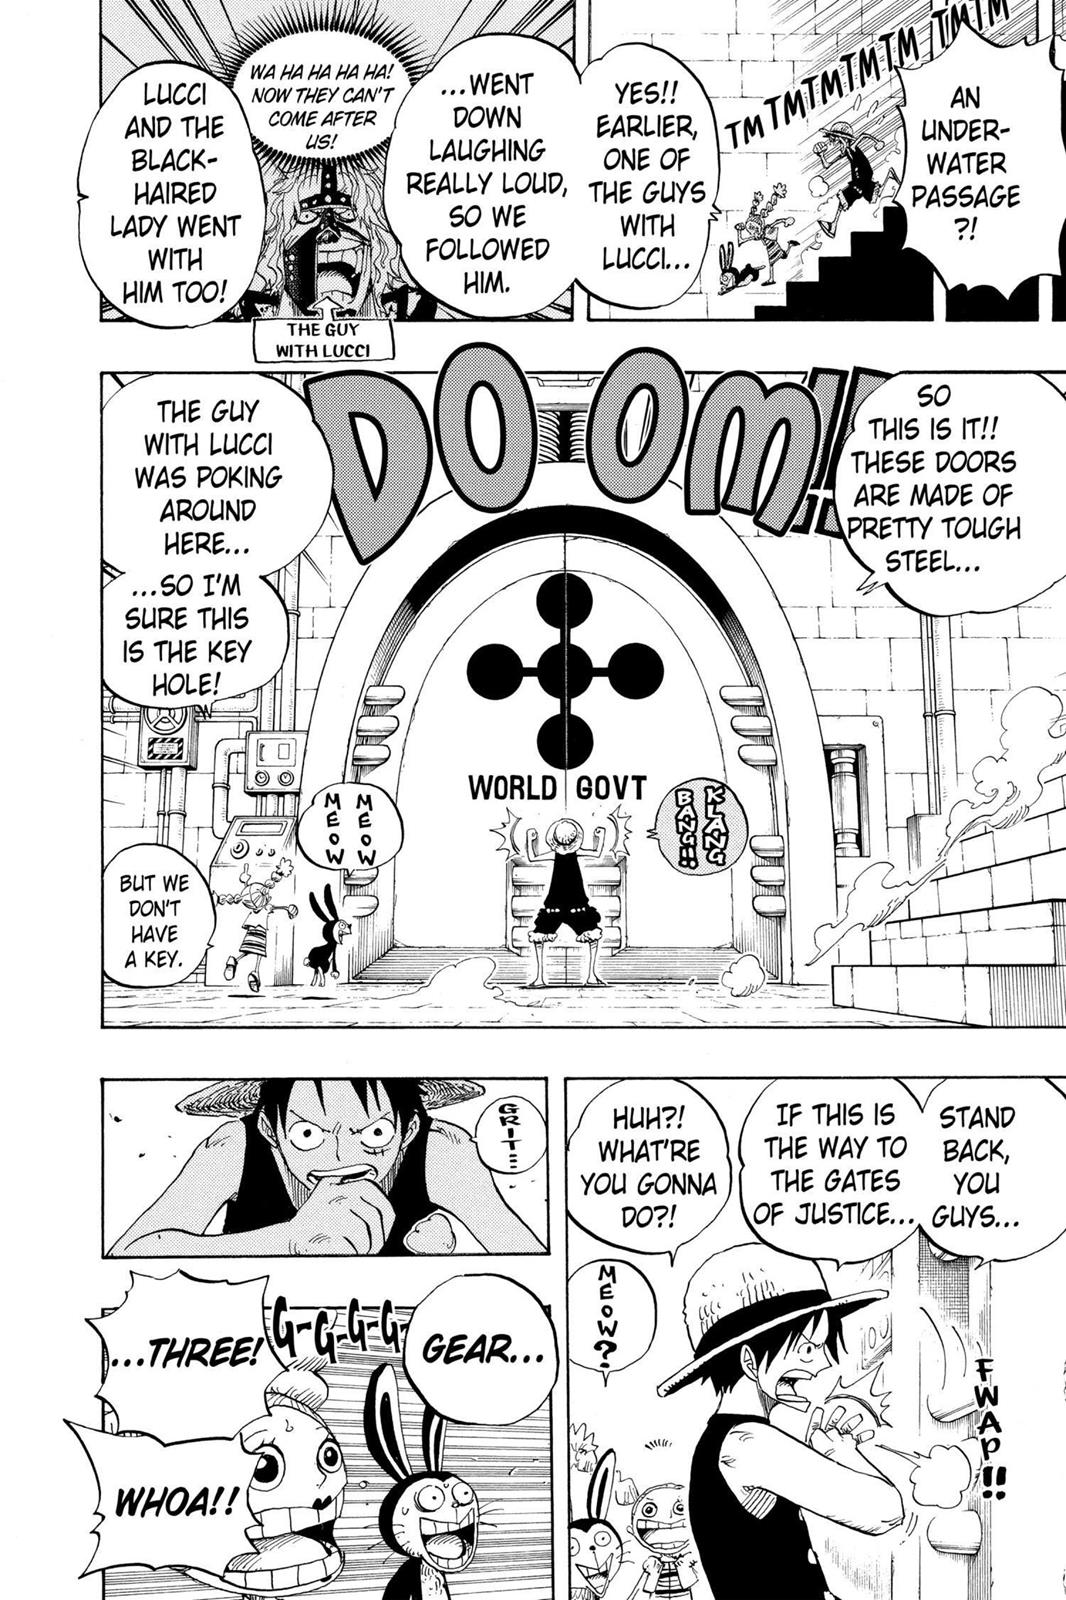 TMTMTMTMTM TMTM
AN
UNDER-
WATER
PASSAGE
?!
YES!!
EARLIER,
ONE OF
THE GUYS
WITH
LUCCI...
...WENT
DOWN
LAUGHING
REALLY LOUD,
SO WE
FOLLOWED
HIM.
WA HA HA HA HA!
NOW THEY CAN'T
COME AFTER
US!
THE GUY
WITH LUCCI
LUCCI
AND THE
BLACK-
HAIRED
LADY WENT
WITH
HIM TOO!
SO
THIS IS IT!!
THESE DOORS
ARE MADE OF
PRETTY TOUGH
STEEL...
DOOM!!
THE GUY
WITH LUCCI
WAS POKING
AROUND
HERE...
...SO I'M
SURE THIS
IS THE KEY
HOLE!
WORLD GOVT
KLANG
BANG!!
MEOW
MEOW
BUT WE
DON'T
HAVE
A KEY.
STAND
BACK,
YOU
GUYS...
IF THIS IS
THE WAY TO
THE GATES
OF JUSTICE...
HUH?!
WHAT'RE
YOU GONNA
DO?!
MEOW?
FWAP!!
GRIT...
GEAR...
G-G-G-G-
...THREE!
WHOA!!